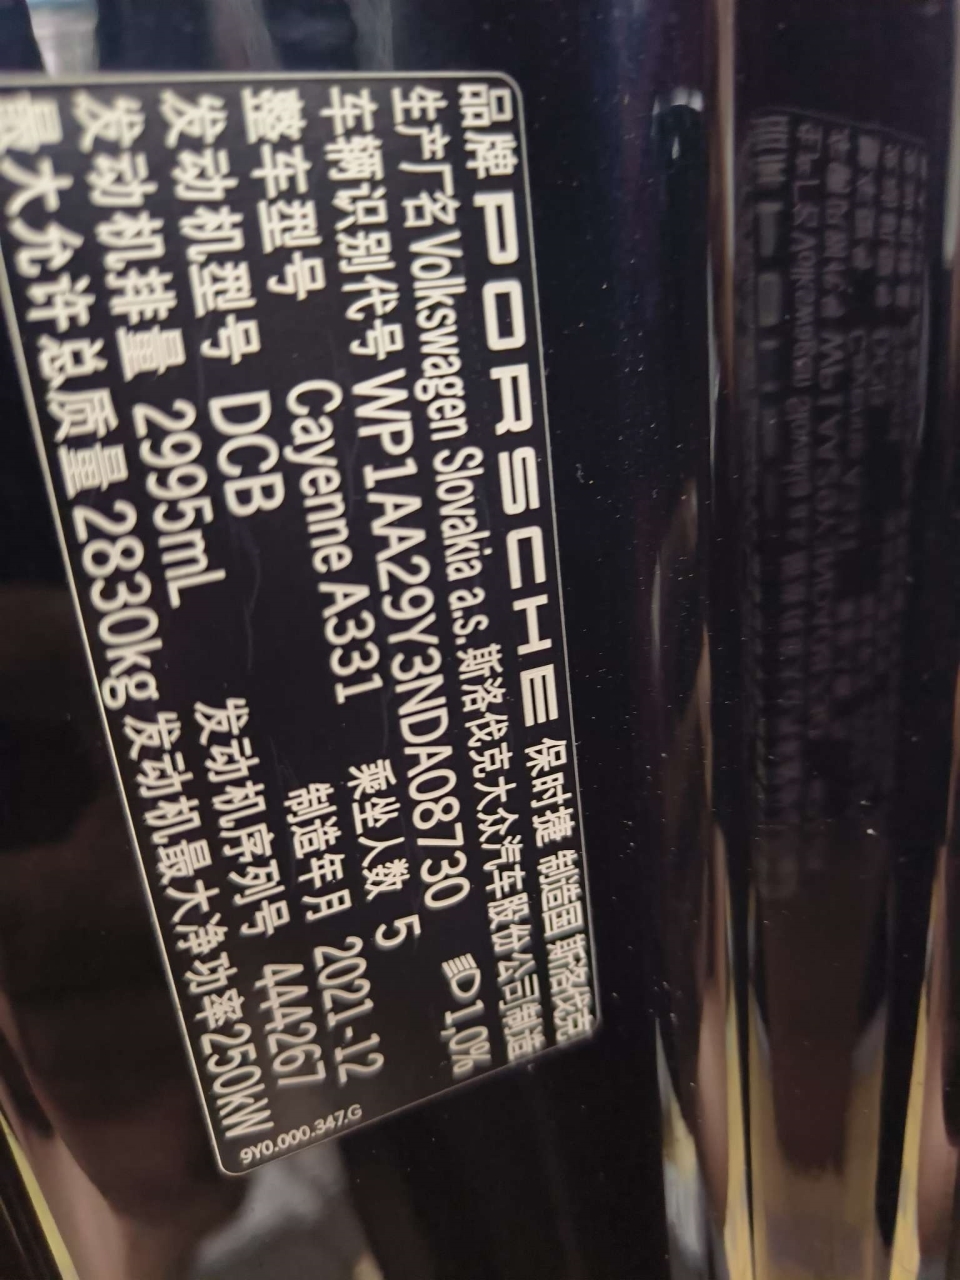 品牌 PORSCHE 保时捷 制造国 斯洛伐克
生产厂名 Volkswagen Slovakia a.s. 斯洛伐克大众汽车股份公司制造
车辆识别代号 WP1AA29Y3NDA08730 1,0%
整车型号 Cayenne A331 乘坐人数 5
发动机型号 DCB 制造年月 2021-12
发动机排量 2995mL 发动机序列号 444267
最大允许总质量 2830kg 发动机最大净功率 250kW
9Y0.000.347.G